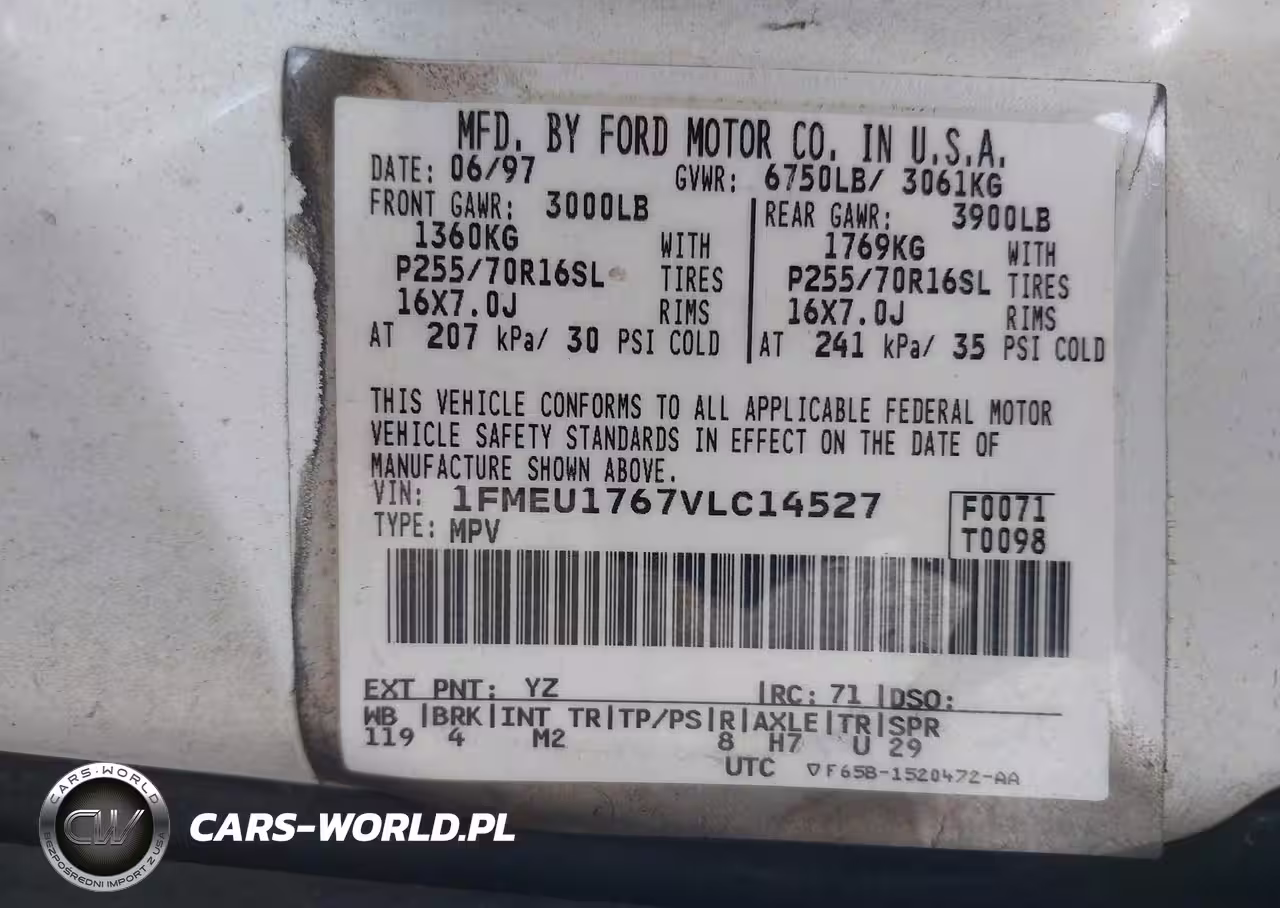 MFD. BY FORD MOTOR CO. IN U.S.A.
DATE: 06/97 GVWR: 6750LB/ 3061KG
FRONT GAWR: 3000LB
1360KG WITH
P255/70R16SL TIRES
16X7.0J RIMS
AT 207 kPa/ 30 PSI COLD
REAR GAWR: 3900LB
1769KG WITH
P255/70R16SL TIRES
16X7.0J RIMS
AT 241 kPa/ 35 PSI COLD
THIS VEHICLE CONFORMS TO ALL APPLICABLE FEDERAL MOTOR
VEHICLE SAFETY STANDARDS IN EFFECT ON THE DATE OF
MANUFACTURE SHOWN ABOVE.
VIN: 1FMEU1767VLC14527 F0071
TYPE: MPV T0098
EXT PNT: YZ |RC: 71 |DSO:
WB |BRK|INT TR|TP/PS|R|AXLE|TR|SPR
119 4 M2 8 H7 U 29
UTC ▽F65B-1520472-AA
CARS-WORLD
CW
BEZPOŚREDNI IMPORT Z USA
CARS-WORLD.PL